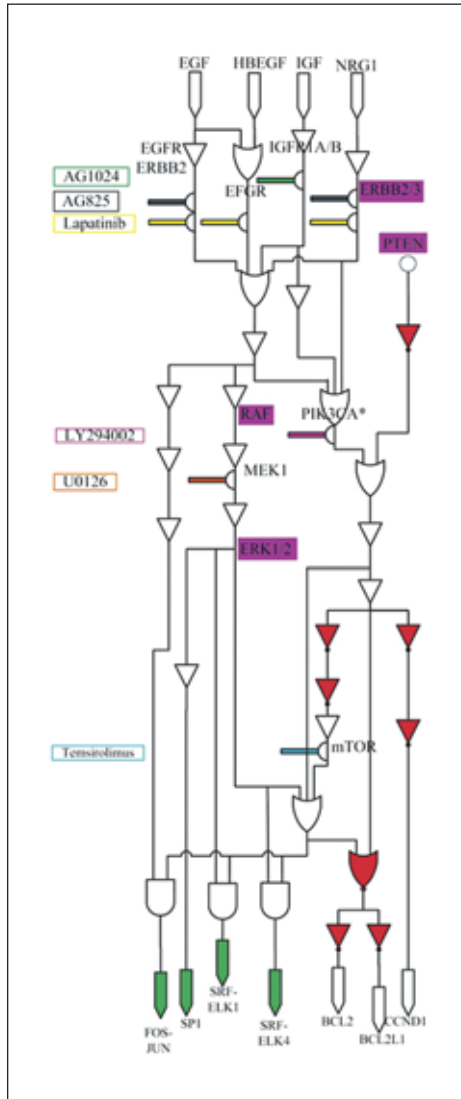 EGF
HBEGF
IGF
NRG1
EGFR
ERBB2
IGFR1A/B
AG1024
AG825
Lapatinib
EFGR
ERBB2/3
PTEN
RAF
PIK3CA*
LY294002
MEK1
U0126
ERK1/2
Temsirolimus
mTOR
FOS-
JUN
SP1
SRF-
ELK1
SRF-
ELK4
BCL2
BCL2L1
CCND1